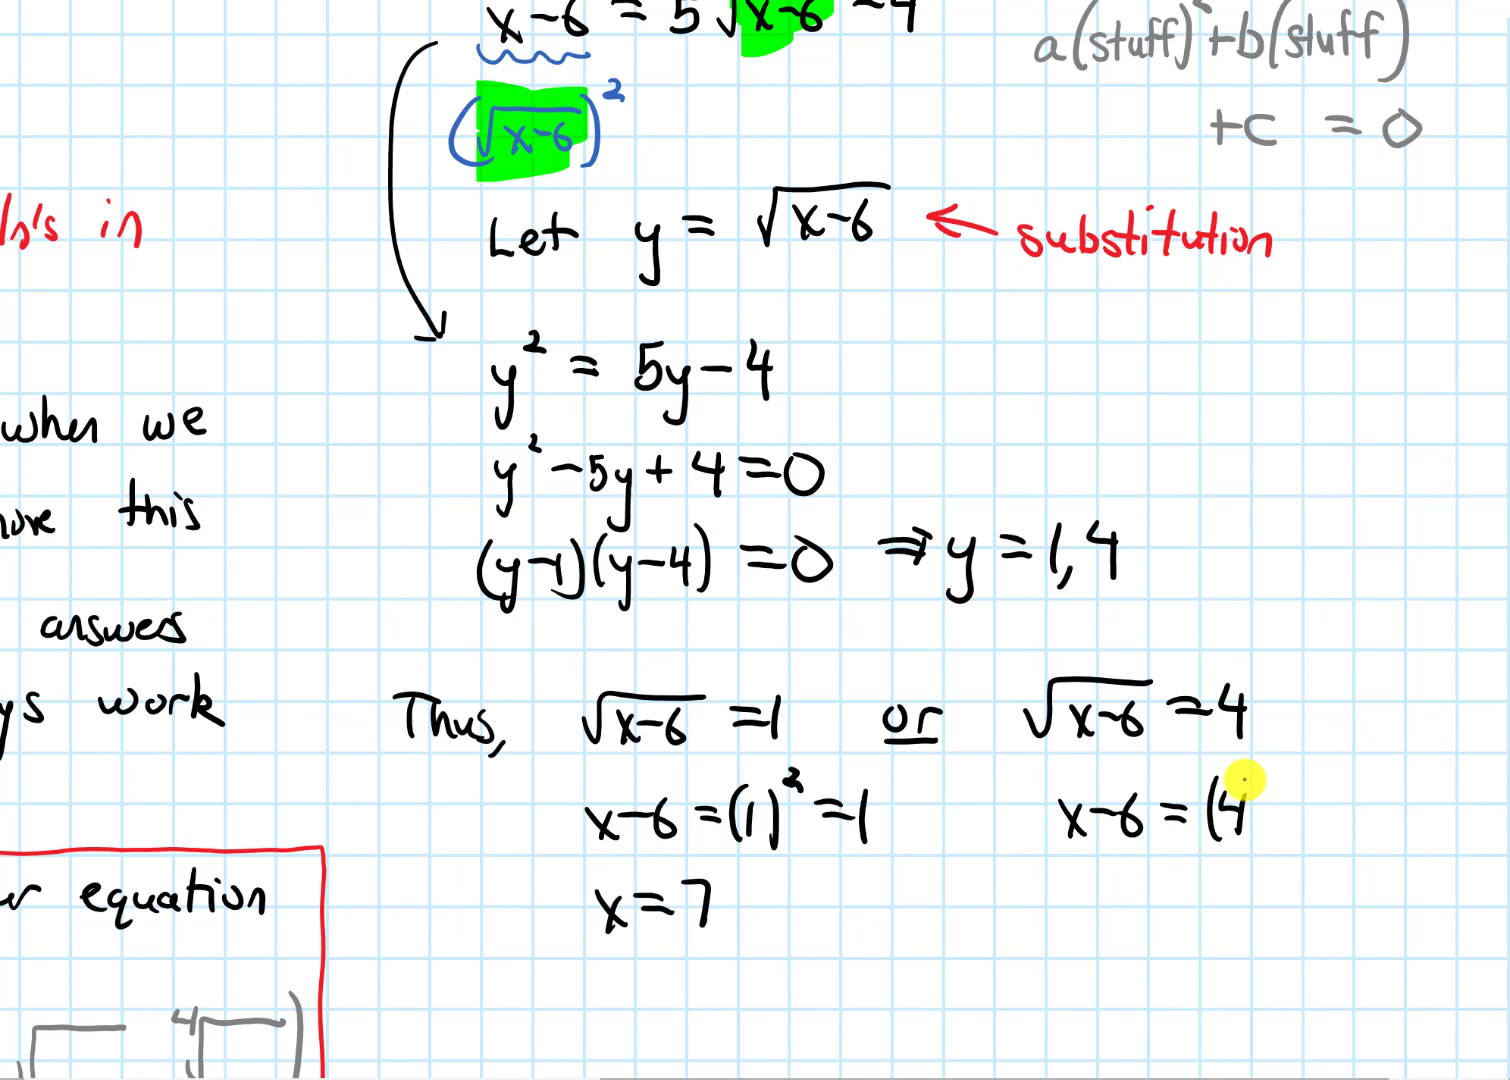 x-6 = 5√x-6 -4
a(stuff)²+b(stuff)
+c = 0
(√x-6)²
in
Let y = √x-6 ← substitution
y² = 5y-4
when we
y²-5y+4=0
this
(y-1)(y-4) =0 ⇒ y=1,4
answers
work
Thus, √x-6 =1 or √x-6 =4
x-6 =(1)²=1 x-6 = (4
equation
x=7
4